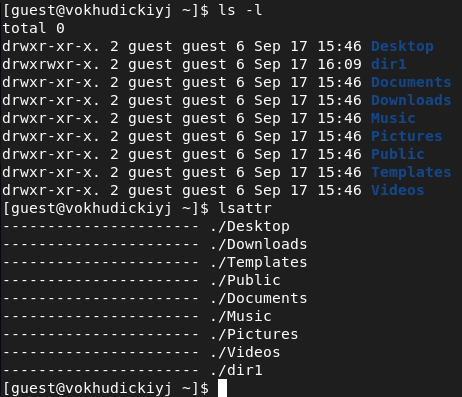 [guest@vokhudickiyj ~]$ ls -l
total 0
drwxr-xr-x. 2 guest guest 6 Sep 17 15:46 Desktop
drwxrwxr-x. 2 guest guest 6 Sep 17 16:09 dir1
drwxr-xr-x. 2 guest guest 6 Sep 17 15:46 Documents
drwxr-xr-x. 2 guest guest 6 Sep 17 15:46 Downloads
drwxr-xr-x. 2 guest guest 6 Sep 17 15:46 Music
drwxr-xr-x. 2 guest guest 6 Sep 17 15:46 Pictures
drwxr-xr-x. 2 guest guest 6 Sep 17 15:46 Public
drwxr-xr-x. 2 guest guest 6 Sep 17 15:46 Templates
drwxr-xr-x. 2 guest guest 6 Sep 17 15:46 Videos
[guest@vokhudickiyj ~]$ lsattr
---------------------- ./Desktop
---------------------- ./Downloads
---------------------- ./Templates
---------------------- ./Public
---------------------- ./Documents
---------------------- ./Music
---------------------- ./Pictures
---------------------- ./Videos
---------------------- ./dir1
[guest@vokhudickiyj ~]$